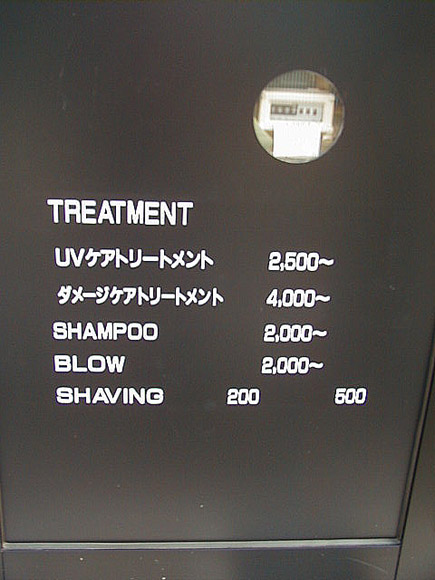 TREATMENT
UVケアトリートメント 2,500~
ダメージケアトリートメント 4,000~
SHAMPOO 2,000~
BLOW 2,000~
SHAVING 200 500